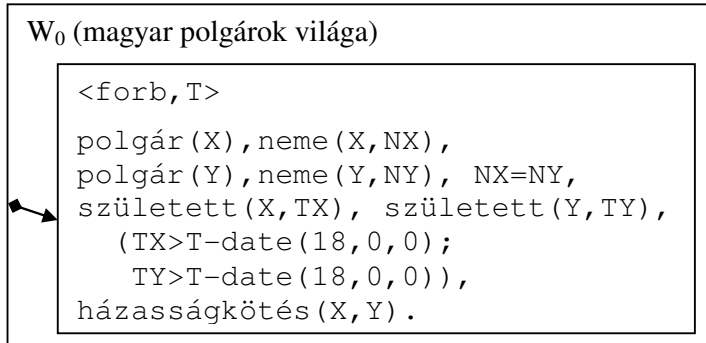 W₀ (magyar polgárok világa)
<forb,T>
polgár(X),neme(X,NX),
polgár(Y),neme(Y,NY), NX=NY,
született(X,TX), született(Y,TY),
(TX>T−date(18,0,0);
TY>T−date(18,0,0)),
házasságkötés(X,Y).